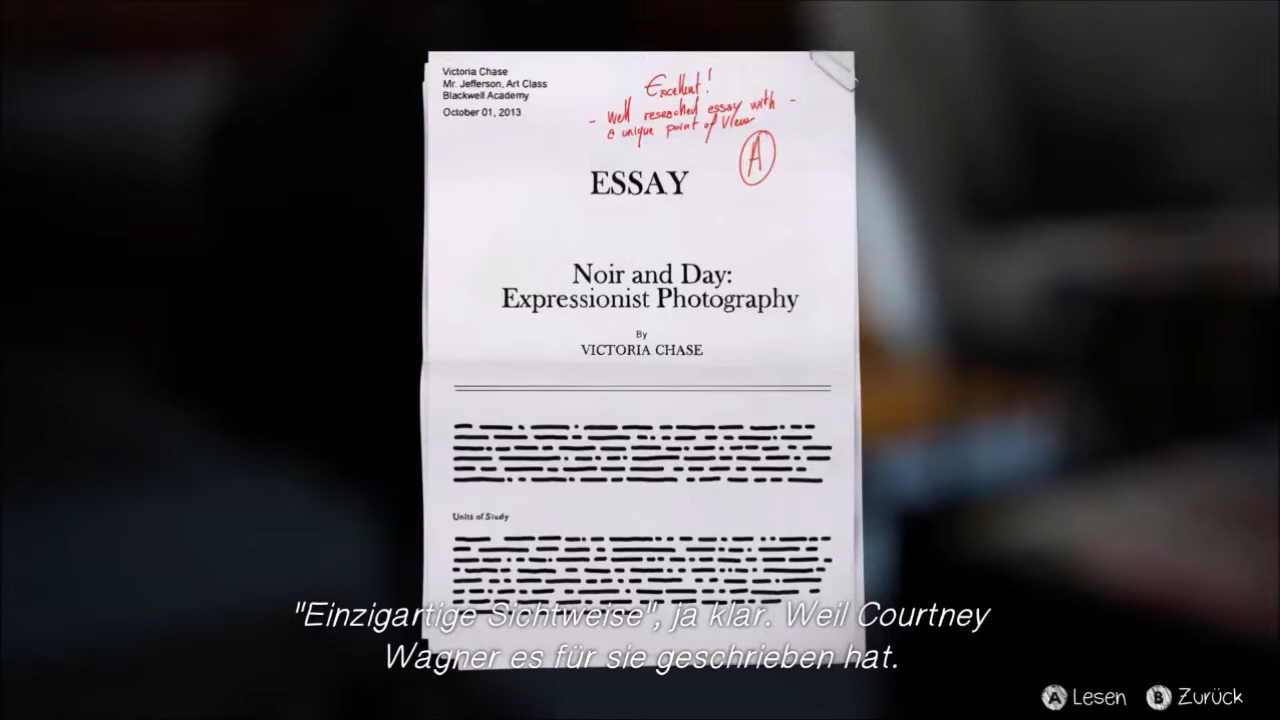 Victoria Chase
Mr. Jefferson, Art Class
Blackwell Academy
October 01, 2013
Excellent!
- Well reseached essay with -
a unique point of View
A
ESSAY
Noir and Day:
Expressionist Photography
By
VICTORIA CHASE
Units of Study
"Einzigartige Sichtweise", ja klar. Weil Courtney
Wagner es für sie geschrieben hat.
A Lesen B Zurück